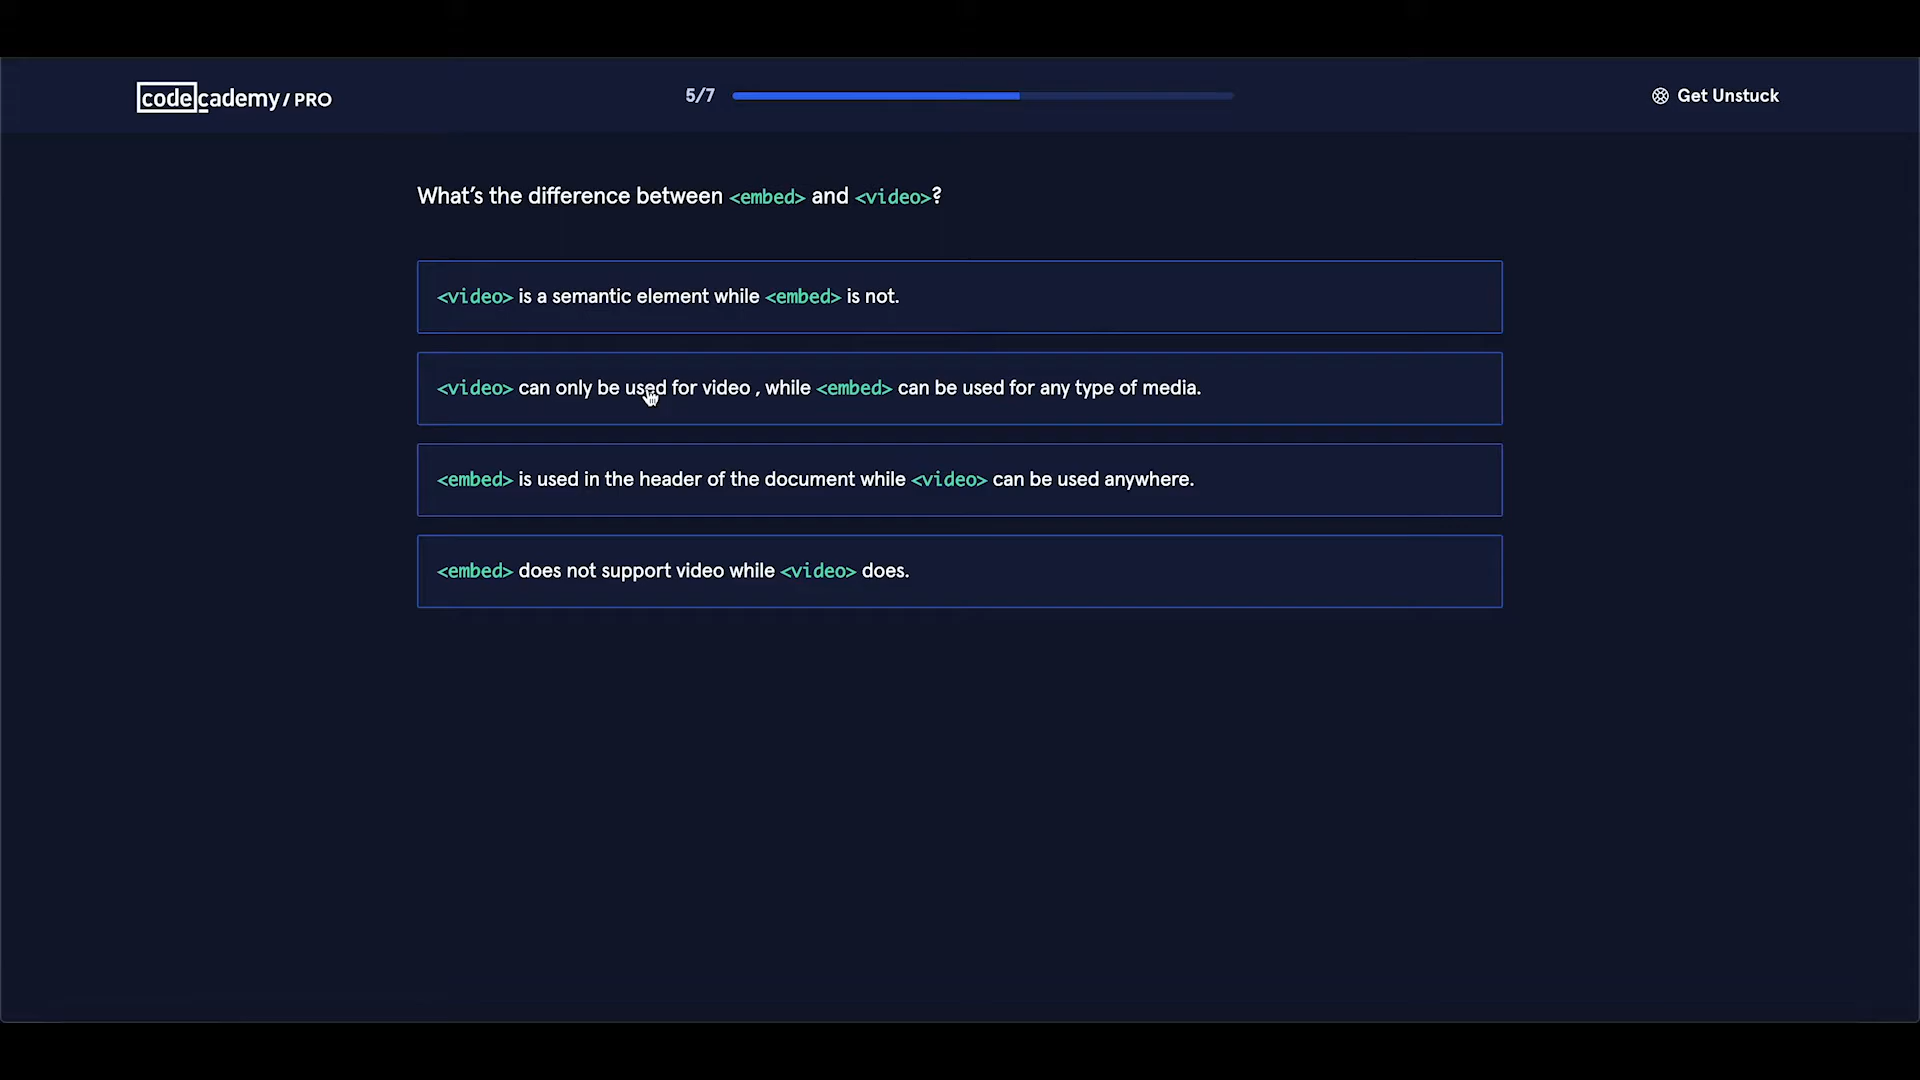 codecademy/PRO
5/7
Get Unstuck
What's the difference between <embed> and <video>?
<video> is a semantic element while <embed> is not.
<video> can only be used for video , while <embed> can be used for any type of media.
<embed> is used in the header of the document while <video> can be used anywhere.
<embed> does not support video while <video> does.